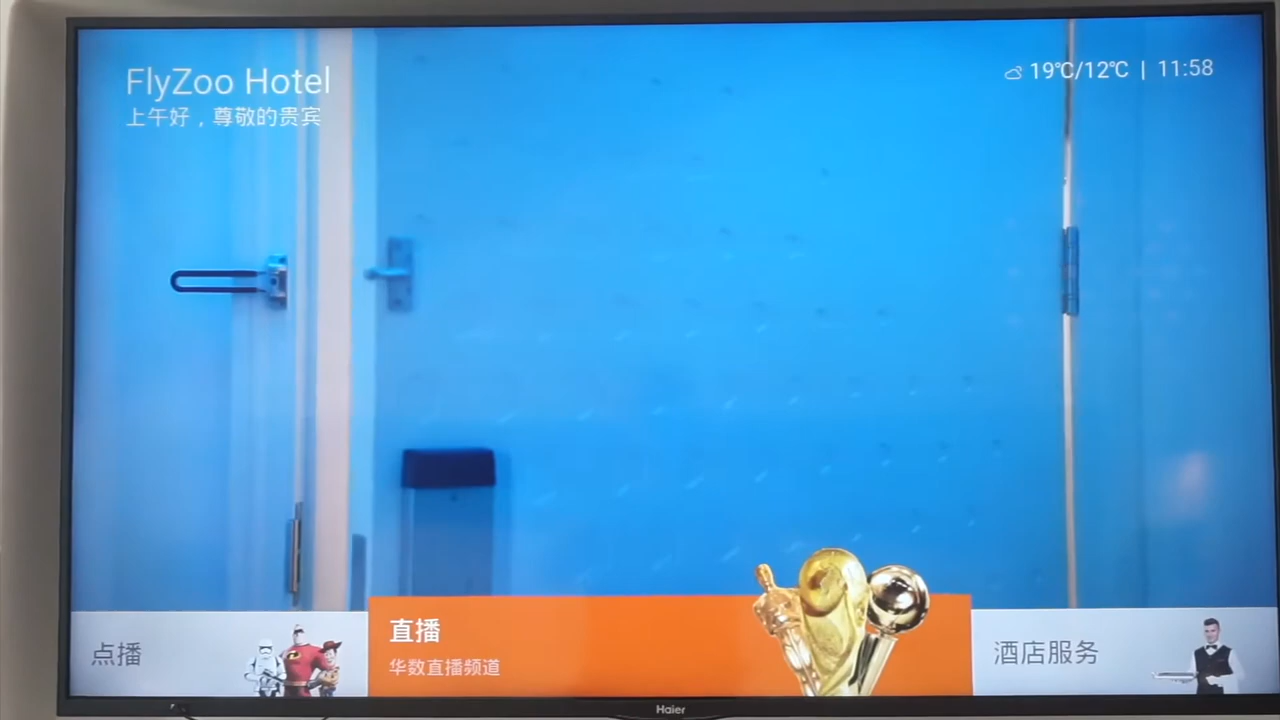 FlyZoo Hotel
19℃/12℃ | 11:58
上午好，尊敬的贵宾
点播
直播
华数直播频道
酒店服务
Haier